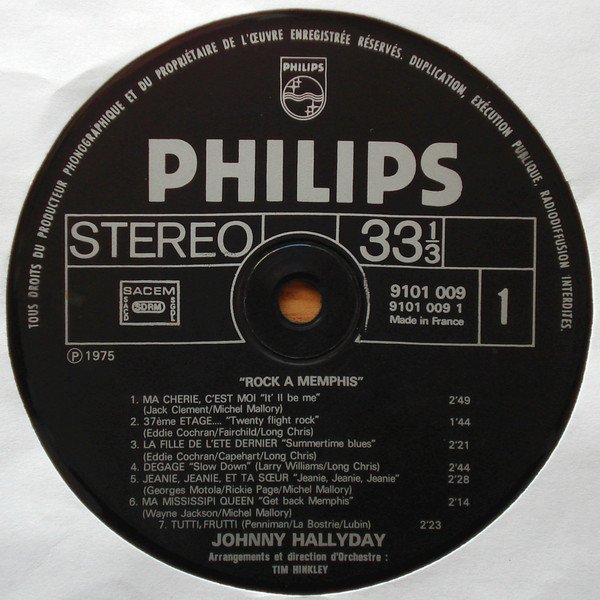 TOUS DROITS DU PRODUCTEUR PHONOGRAPHIQUE ET DU PROPRIÉTAIRE DE L'ŒUVRE ENREGISTRÉE RÉSERVÉS. DUPLICATION, EXÉCUTION PUBLIQUE, RADIODIFFUSION INTERDITES.
PHILIPS
PHILIPS
STEREO 33 1/3
SACEM
SACD SDRM SGDL
9101 009
9101 009 1
Made in France
1
Ⓟ 1975
"ROCK A MEMPHIS"
1. MA CHERIE, C'EST MOI "It' ll be me" 2'49
(Jack Clement/Michel Mallory)
2. 37ème ETAGE.... "Twenty flight rock" 1'44
(Eddie Cochran/Fairchild/Long Chris)
3. LA FILLE DE L'ETE DERNIER "Summertime blues" 2'21
(Eddie Cochran/Capehart/Long Chris)
4. DEGAGE "Slow Down" (Larry Williams/Long Chris) 2'44
5. JEANIE, JEANIE, ET TA SŒUR "Jeanie, Jeanie, Jeanie" 2'28
(Georges Motola/Rickie Page/Michel Mallory)
6. MA MISSISIPI QUEEN "Get back Memphis" 2'14
(Wayne Jackson/Michel Mallory)
7. TUTTI, FRUTTI (Penniman/La Bostrie/Lubin) 2'23
JOHNNY HALLYDAY
Arrangements et direction d'Orchestre :
TIM HINKLEY